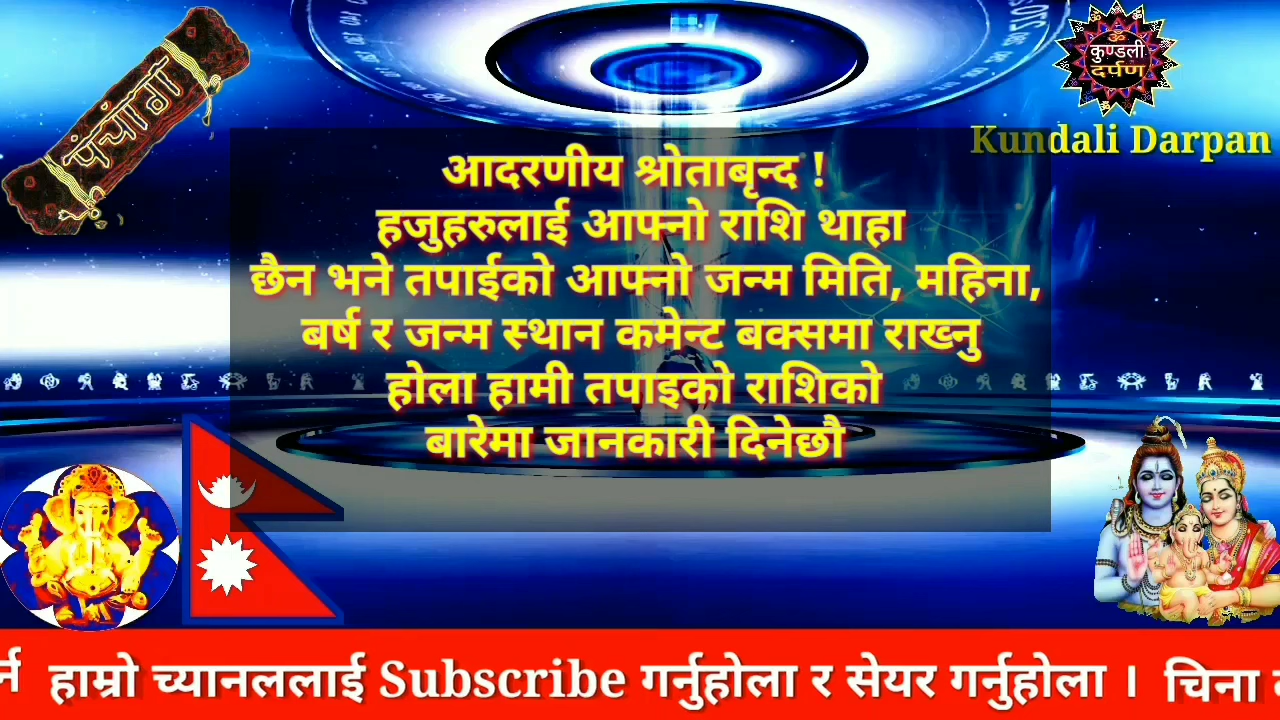 पंचांग
ॐ
कुण्डली
दर्पण
Kundali Darpan
आदरणीय श्रोताबृन्द !
हजुहरुलाई आफ्नो राशि थाहा
छैन भने तपाईको आफ्नो जन्म मिति, महिना,
बर्ष र जन्म स्थान कमेन्ट बक्समा राख्नु
होला हामी तपाइको राशिको
बारेमा जानकारी दिनेछौ
हाम्रो च्यानललाई Subscribe गर्नुहोला र सेयर गर्नुहोला । चिना